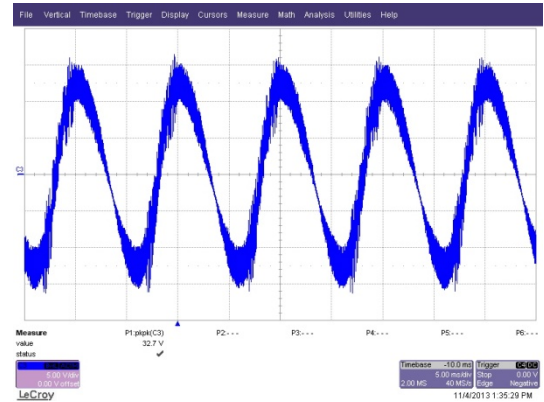 File Vertical Timebase Trigger Display Cursors Measure Math Analysis Utilities Help
C3
Measure P1:pkpk(C3) P2:- - - P3:- - - P4:- - - P5:- - - P6:- - -
value 32.7 V
status ✓
5.00 V/div
0.00 V offset
Timebase -10.0 ms
5.00 ms/div
2.00 MS 40 MS/s
Trigger C4 DC
Stop 0.00 V
Edge Negative
LeCroy
11/4/2013 1:35:29 PM